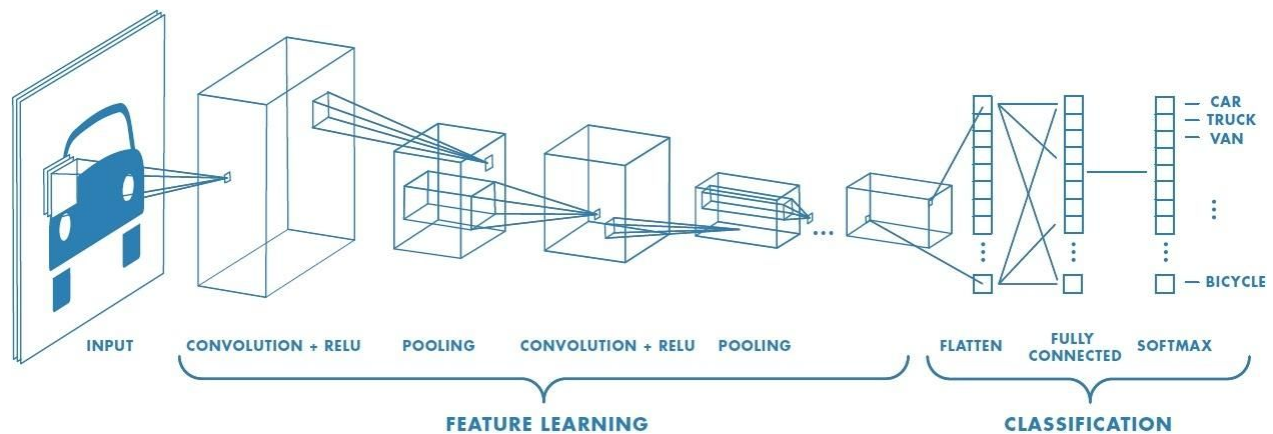 CAR
TRUCK
VAN
BICYCLE
INPUT
CONVOLUTION + RELU
POOLING
CONVOLUTION + RELU
POOLING
FLATTEN
FULLY
CONNECTED
SOFTMAX
FEATURE LEARNING
CLASSIFICATION